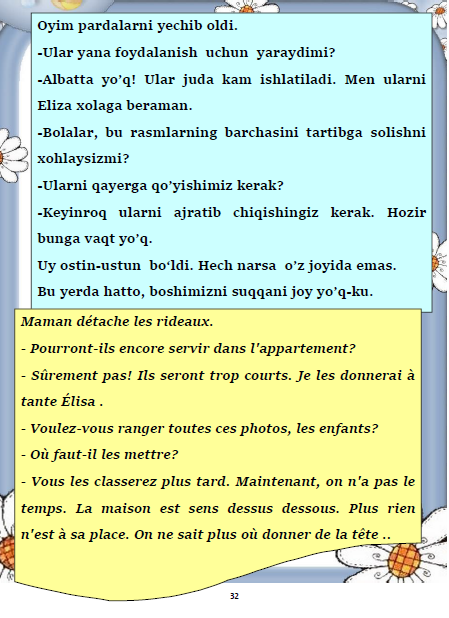 Oyim pardalarni yechib oldi.
-Ular yana foydalanish uchun yaraydimi?
-Albatta yo’q! Ular juda kam ishlatiladi. Men ularni
Eliza xolaga beraman.
-Bolalar, bu rasmlarning barchasini tartibga solishni
xohlaysizmi?
-Ularni qayerga qo’yishimiz kerak?
-Keyinroq ularni ajratib chiqishingiz kerak. Hozir
bunga vaqt yo’q.
Uy ostin-ustun bo‘ldi. Hech narsa o’z joyida emas.
Bu yerda hatto, boshimizni suqqani joy yo’q-ku.
Maman détache les rideaux.
- Pourront-ils encore servir dans l'appartement?
- Sûrement pas! Ils seront trop courts. Je les donnerai à
tante Élisa .
- Voulez-vous ranger toutes ces photos, les enfants?
- Où faut-il les mettre?
- Vous les classerez plus tard. Maintenant, on n'a pas le
temps. La maison est sens dessus dessous. Plus rien
n'est à sa place. On ne sait plus où donner de la tête ..
32